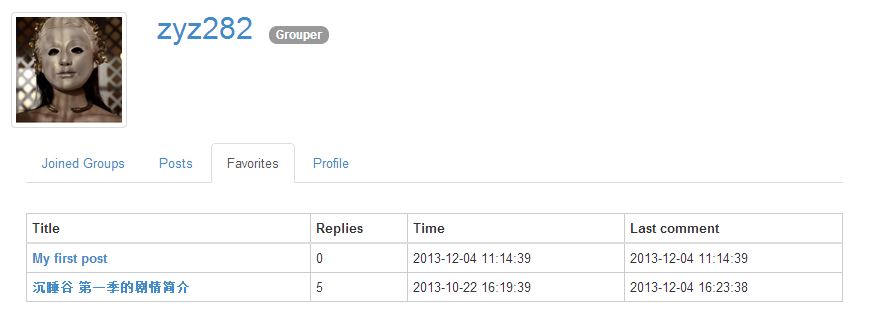 zyz282 Grouper
Joined Groups Posts Favorites Profile
Title Replies Time Last comment
My first post 0 2013-12-04 11:14:39 2013-12-04 11:14:39
沉睡谷 第一季的剧情简介 5 2013-10-22 16:19:39 2013-12-04 16:23:38